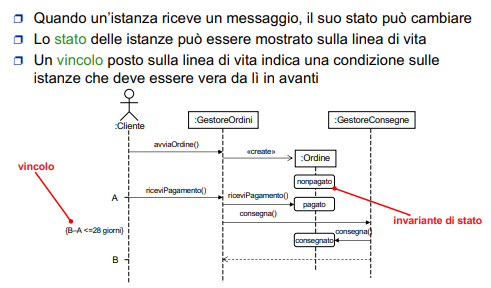 Quando un'istanza riceve un messaggio, il suo stato può cambiare
Lo stato delle istanze può essere mostrato sulla linea di vita
Un vincolo posto sulla linea di vita indica una condizione sulle
istanze che deve essere vera da lì in avanti
:Cliente
:GestoreOrdini
:GestoreConsegne
avviaOrdine()
«create»
:Ordine
vincolo
nonpagato
A
riceviPagamento()
riceviPagamento()
pagato
consegna()
invariante di stato
{B–A <=28 giorni}
consegna()
consegnato
B